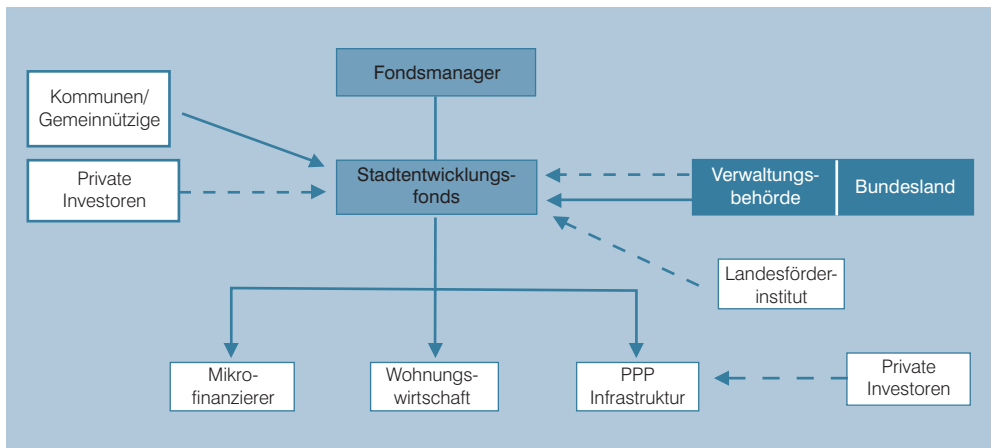 Fondsmanager
Kommunen/
Gemeinnützige
Private
Investoren
Stadtentwicklungs-
fonds
Verwaltungs-
behörde
Bundesland
Landesförder-
institut
Mikro-
finanzierer
Wohnungs-
wirtschaft
PPP
Infrastruktur
Private
Investoren